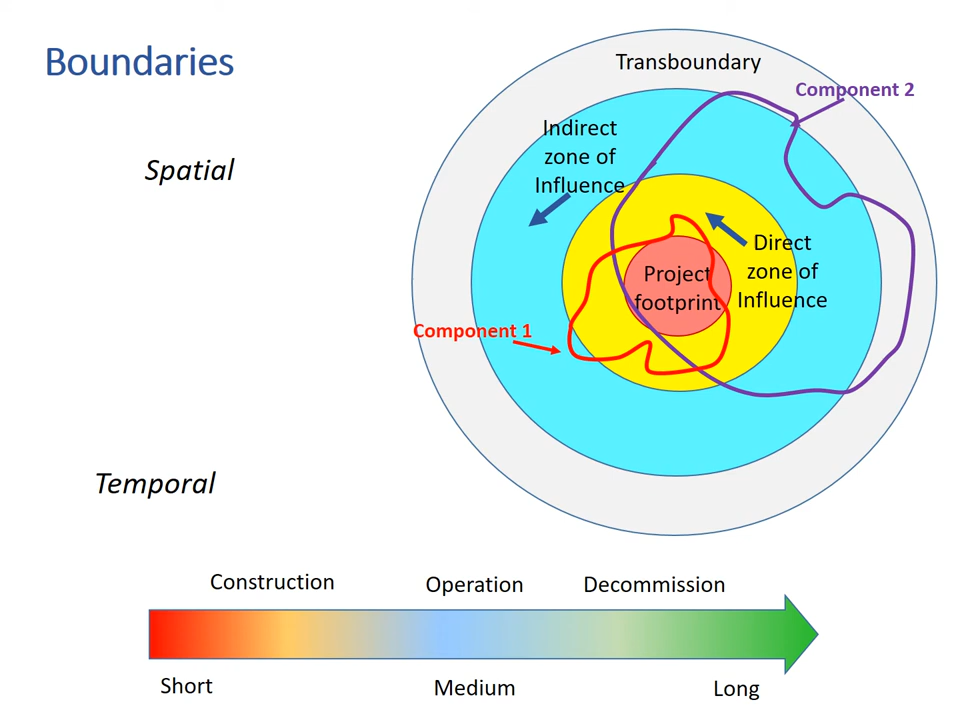 Boundaries
Transboundary
Component 2
Indirect
zone of
Influence
Spatial
Direct
zone of
Influence
Project
footprint
Component 1
Temporal
Construction
Operation
Decommission
Short
Medium
Long